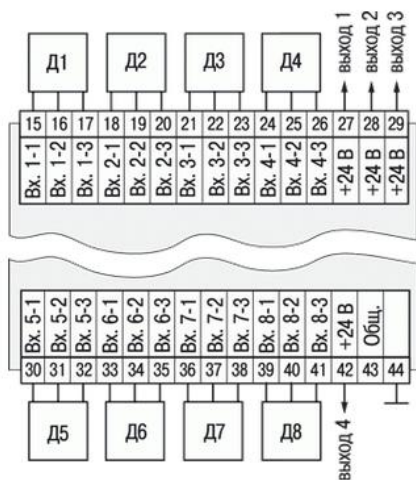 Д1 Д2 Д3 Д4 выход 1 выход 2 выход 3
15 16 17 18 19 20 21 22 23 24 25 26 27 28 29
Вх. 1-1 Вх. 1-2 Вх. 1-3 Вх. 2-1 Вх. 2-2 Вх. 2-3 Вх. 3-1 Вх. 3-2 Вх. 3-3 Вх. 4-1 Вх. 4-2 Вх. 4-3 +24 В +24 В +24 В
Вх. 5-1 Вх. 5-2 Вх. 5-3 Вх. 6-1 Вх. 6-2 Вх. 6-3 Вх. 7-1 Вх. 7-2 Вх. 7-3 Вх. 8-1 Вх. 8-2 Вх. 8-3 +24 В Общ.
30 31 32 33 34 35 36 37 38 39 40 41 42 43 44
Д5 Д6 Д7 Д8 выход 4